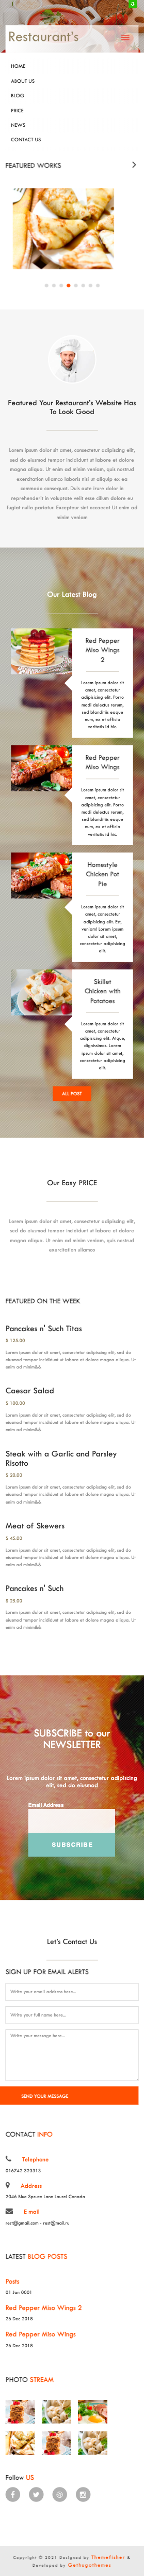 0
Restaurant's
HOME
ABOUT US
BLOG
PRICE
NEWS
CONTACT US
FEATURED WORKS
Featured Your Restaurant's Website Has
To Look Good
Lorem ipsum dolor sit amet, consectetur adipisicing elit,
sed do eiusmod tempor incididunt ut labore et dolore
magna aliqua. Ut enim ad minim veniam, quis nostrud
exercitation ullamco laboris nisi ut aliquip ex ea
commodo consequat. Duis aute irure dolor in
reprehenderit in voluptate velit esse cillum dolore eu
fugiat nulla pariatur. Excepteur sint occaecat Ut enim ad
minim veniam
Our Latest Blog
Red Pepper
Miso Wings
2
Lorem ipsum dolor sit
amet, consectetur
adipisicing elit. Porro
modi delectus rerum,
sed blanditiis eaque
eum, ex et officia
veritatis id hic.
Red Pepper
Miso Wings
Lorem ipsum dolor sit
amet, consectetur
adipisicing elit. Porro
modi delectus rerum,
sed blanditiis eaque
eum, ex et officia
veritatis id hic.
Homestyle
Chicken Pot
Pie
Lorem ipsum dolor sit
amet, consectetur
adipisicing elit. Est,
veniam! Lorem ipsum
dolor sit amet,
consectetur adipisicing
elit.
Skillet
Chicken with
Potatoes
Lorem ipsum dolor sit
amet, consectetur
adipisicing elit. Atque,
dignissimos. Lorem
ipsum dolor sit amet,
consectetur adipisicing
elit.
ALL POST
Our Easy PRICE
Lorem ipsum dolor sit amet, consectetur adipisicing elit,
sed do eiusmod tempor incididunt ut labore et dolore
magna aliqua. Ut enim ad minim veniam, quis nostrud
exercitation ullamco
FEATURED ON THE WEEK
Pancakes n' Such Titas
$ 125.00
Lorem ipsum dolor sit amet, consectetur adipisicing elit, sed do
eiusmod tempor incididunt ut labore et dolore magna aliqua. Ut
enim ad minim&&
Caesar Salad
$ 100.00
Lorem ipsum dolor sit amet, consectetur adipisicing elit, sed do
eiusmod tempor incididunt ut labore et dolore magna aliqua. Ut
enim ad minim&&
Steak with a Garlic and Parsley
Risotto
Lorem ipsum dolor sit amet, consectetur adipisicing elit, sed do
eiusmod tempor incididunt ut labore et dolore magna aliqua. Ut
enim ad minim&&
Meat of Skewers
$ 45.00
Lorem ipsum dolor sit amet, consectetur adipisicing elit, sed do
eiusmod tempor incididunt ut labore et dolore magna aliqua. Ut
enim ad minim&&
Pancakes n' Such
Lorem ipsum dolor sit amet, consectetur adipisicing elit, sed do
eiusmod tempor incididunt ut labore et dolore magna aliqua. Ut
enim ad minim&&
SUBSCRIBE to our
NEWSLETTER
Lorem ipsum dolor sit amet, consectetur adipisicing
elit, sed do eiusmod
Email Address
SUBSCRIBE
Let's Contact Us
SIGN UP FOR EMAIL ALERTS
Write your email address here...
Write your full name here...
Write your message here...
SEND YOUR MESSAGE
CONTACT INFO
Telephone
016742 323313
Address
2046 Blue Spruce Lane Laurel Canada
E mail
rest@gmail.com - rest@mail.ru
LATEST BLOG POSTS
Posts
01 Jan 0001
Red Pepper Miso Wings 2
26 Dec 2018
Red Pepper Miso Wings
26 Dec 2018
PHOTO STREAM
Follow US
Copyright © 2021 Designed by ThemeFisher &
Developed by Gethugothemes